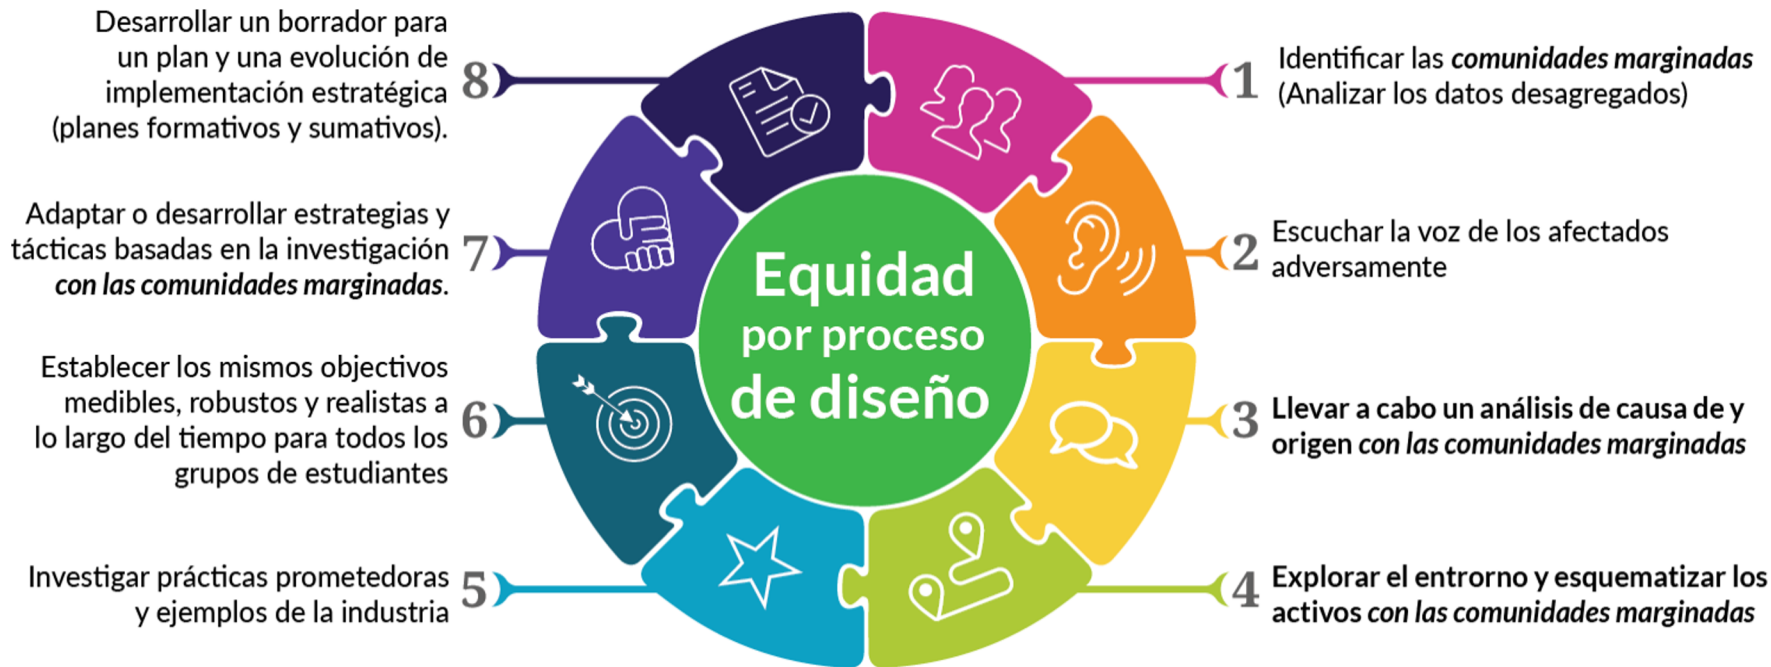 Equidad
por proceso
de diseño
1
Identificar las comunidades marginadas
(Analizar los datos desagregados)
2
Escuchar la voz de los afectados
adversamente
3
Llevar a cabo un análisis de causa de y
origen con las comunidades marginadas
4
Explorar el entrorno y esquematizar los
activos con las comunidades marginadas
5
Investigar prácticas prometedoras
y ejemplos de la industria
6
Establecer los mismos objectivos
medibles, robustos y realistas a
lo largo del tiempo para todos los
grupos de estudiantes
7
Adaptar o desarrollar estrategias y
tácticas basadas en la investigación
con las comunidades marginadas.
8
Desarrollar un borrador para
un plan y una evolución de
implementación estratégica
(planes formativos y sumativos).